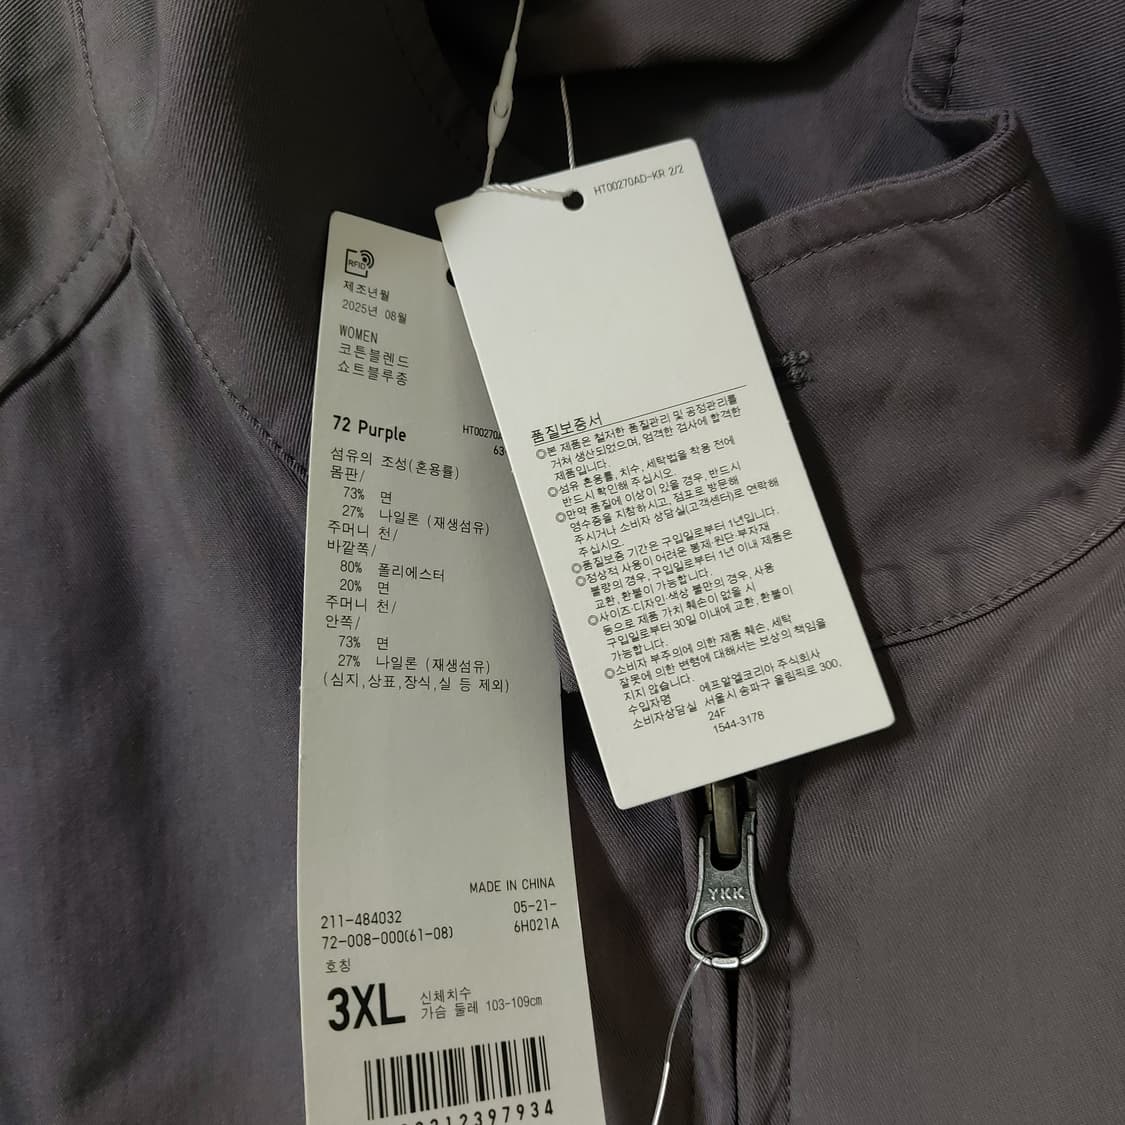 RFID
제조년월
2025년 08월
WOMEN
코튼블렌드
쇼트블루종
72 Purple
HT00270A
63
섬유의 조성(혼용률)
몸판/
73% 면
27% 나일론 (재생섬유)
주머니 천/
바깥쪽/
80% 폴리에스터
20% 면
주머니 천/
안쪽/
73% 면
27% 나일론 (재생섬유)
(심지,상표,장식,실 등 제외)
MADE IN CHINA
211-484032
05-21-
72-008-000(61-08)
6H021A
호칭
3XL
신체치수
가슴 둘레 103-109cm
12397934
HT00270AD-KR 2/2
품질보증서
◎본 제품은 철저한 품질관리 및 공정관리를
거쳐 생산되었으며, 엄격한 검사에 합격한
제품입니다.
◎섬유 혼용률, 치수, 세탁법을 착용 전에
반드시 확인해 주십시오.
◎만약 품질에 이상이 있을 경우, 반드시
영수증을 지참하시고, 점포로 방문해
주시거나 소비자 상담실(고객센터)로 연락해
주십시오.
◎품질보증 기간은 구입일로부터 1년입니다.
◎정상적 사용이 어려운 봉제·원단·부자재
불량의 경우, 구입일로부터 1년 이내 제품은
교환, 환불이 가능합니다.
◎사이즈·디자인·색상 불만의 경우, 사용
등으로 제품 가치 훼손이 없을 시
구입일로부터 30일 이내에 교환, 환불이
가능합니다.
◎소비자 부주의에 의한 제품 훼손, 세탁
잘못에 의한 변형에 대해서는 보상의 책임을
지지 않습니다.
수입자명 에프알엘코리아 주식회사
소비자상담실 서울시 송파구 올림픽로 300,
24F
1544-3178
YKK